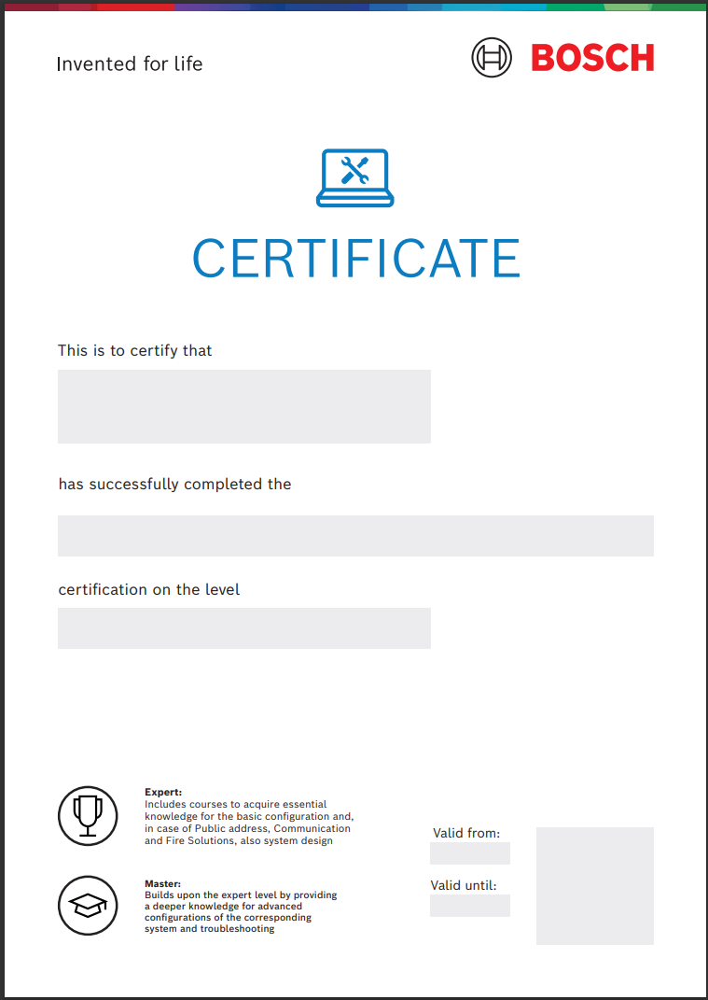 Invented for life
BOSCH
CERTIFICATE
This is to certify that
has successfully completed the
certification on the level
Expert:
Includes courses to acquire essential
knowledge for the basic configuration and,
in case of Public address, Communication
and Fire Solutions, also system design
Master:
Builds upon the expert level by providing
a deeper knowledge for advanced
configurations of the corresponding
system and troubleshooting
Valid from:
Valid until: